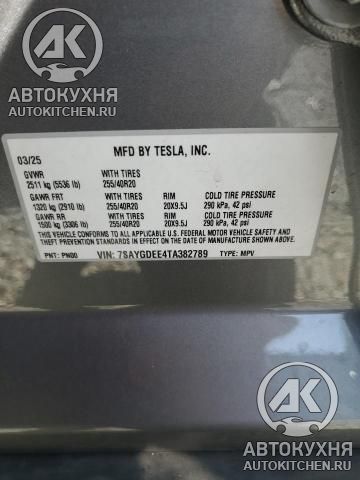 АК
АВТОКУХНЯ
AUTOKITCHEN.RU
MFD BY TESLA, INC.
03/25
GVWR WITH TIRES
2511 kg (5536 lb) 255/40R20
GAWR FRT WITH TIRES RIM COLD TIRE PRESSURE
1320 kg (2910 lb) 255/40R20 20X9.5J 290 kPa, 42 psi
GAWR RR WITH TIRES RIM COLD TIRE PRESSURE
1500 kg (3306 lb) 255/40R20 20X9.5J 290 kPa, 42 psi
THIS VEHICLE CONFORMS TO ALL APPLICABLE U.S. FEDERAL MOTOR VEHICLE SAFETY AND
THEFT PREVENTION STANDARDS IN EFFECT ON THE DATE OF MANUFACTURE SHOWN ABOVE.
PNT: PN00 VIN: 7SAYGDEE4TA382789 TYPE: MPV
АК
АВТОКУХНЯ
AUTOKITCHEN.RU